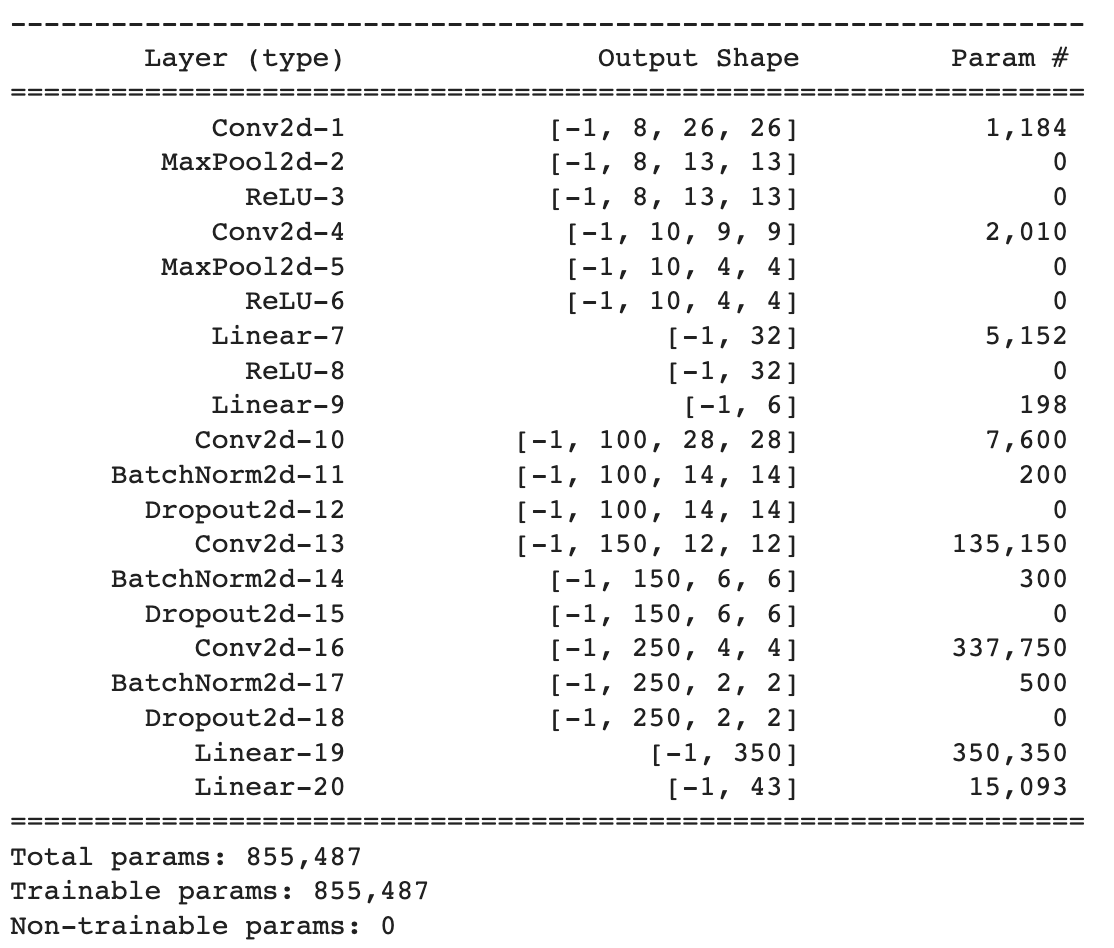 ----------------------------------------------------------------
Layer (type) Output Shape Param #
================================================================
Conv2d-1 [-1, 8, 26, 26] 1,184
MaxPool2d-2 [-1, 8, 13, 13] 0
ReLU-3 [-1, 8, 13, 13] 0
Conv2d-4 [-1, 10, 9, 9] 2,010
MaxPool2d-5 [-1, 10, 4, 4] 0
ReLU-6 [-1, 10, 4, 4] 0
Linear-7 [-1, 32] 5,152
ReLU-8 [-1, 32] 0
Linear-9 [-1, 6] 198
Conv2d-10 [-1, 100, 28, 28] 7,600
BatchNorm2d-11 [-1, 100, 14, 14] 200
Dropout2d-12 [-1, 100, 14, 14] 0
Conv2d-13 [-1, 150, 12, 12] 135,150
BatchNorm2d-14 [-1, 150, 6, 6] 300
Dropout2d-15 [-1, 150, 6, 6] 0
Conv2d-16 [-1, 250, 4, 4] 337,750
BatchNorm2d-17 [-1, 250, 2, 2] 500
Dropout2d-18 [-1, 250, 2, 2] 0
Linear-19 [-1, 350] 350,350
Linear-20 [-1, 43] 15,093
================================================================
Total params: 855,487
Trainable params: 855,487
Non-trainable params: 0